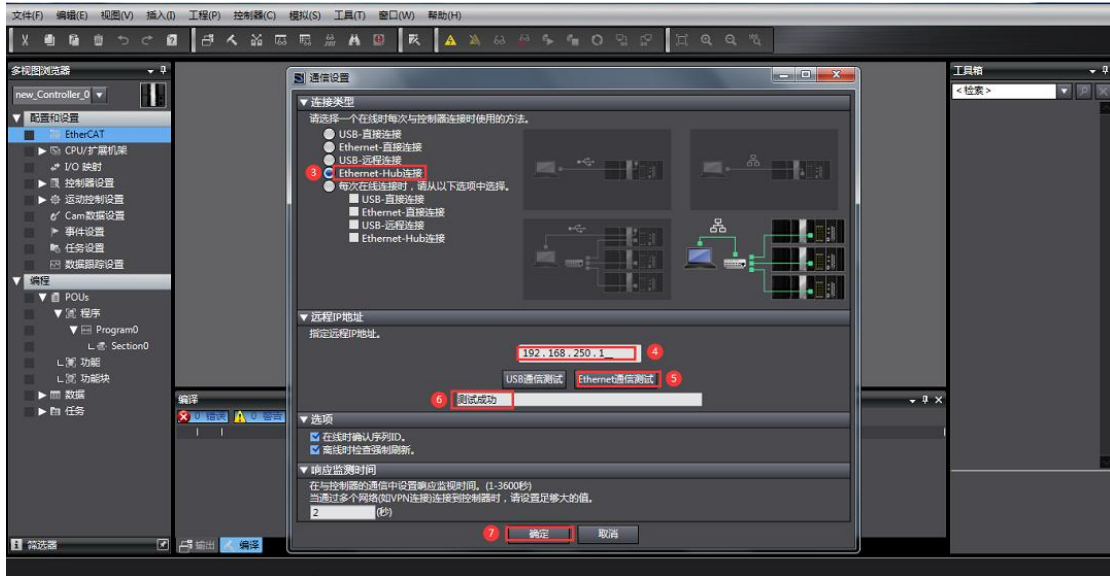 文件(F) 编辑(E) 视图(V) 插入(I) 工程(P) 控制器(C) 模拟(S) 工具(T) 窗口(W) 帮助(H)
多视图浏览器
new_Controller_0
配置和设置
EtherCAT
CPU/扩展机架
I/O 映射
控制器设置
运动控制设置
Cam数据设置
事件设置
任务设置
数据跟踪设置
编程
POUs
程序
Program0
Section0
功能
功能块
数据
任务
筛选器
通信设置
连接类型
请选择一个在线时每次与控制器连接时使用的方法。
USB-直接连接
Ethernet-直接连接
USB-远程连接
3 Ethernet-Hub连接
每次在线连接时，请从以下选项中选择。
USB-直接连接
Ethernet-直接连接
USB-远程连接
Ethernet-Hub连接
远程IP地址
指定远程IP地址。
192.168.250.1_ 4
USB通信测试 Ethernet通信测试 5
6 测试成功
选项
在线时确认序列ID。
离线时检查强制刷新。
响应监测时间
在与控制器的通信中设置响应监视时间。(1-3600秒)
当通过多个网络(如VPN连接)连接到控制器时，请设置足够大的值。
2 (秒)
7 确定 取消
编译
0 错误 0 警告
输出 编译
工具箱
<检索>